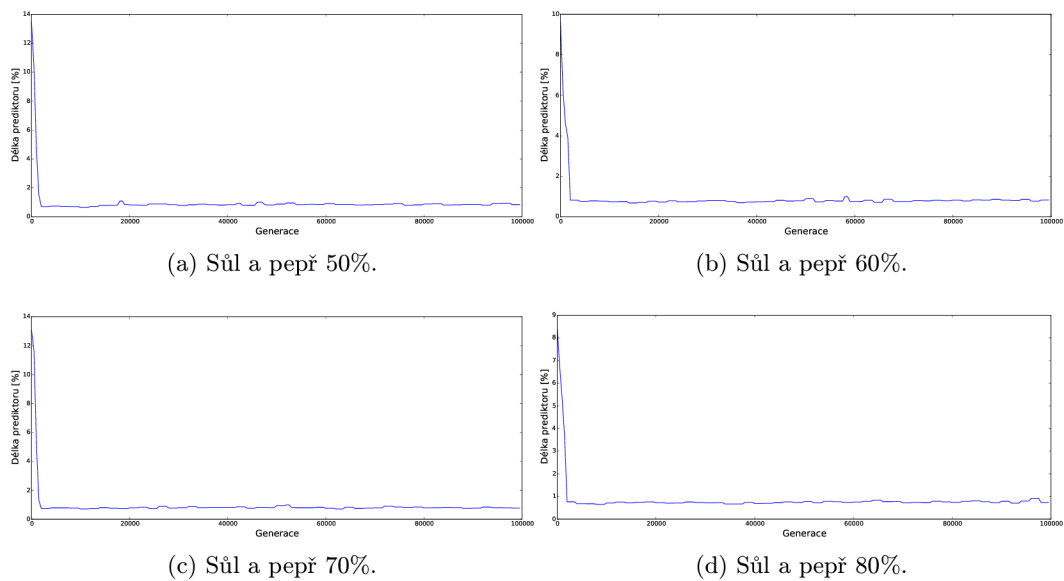 14
12
10
8
6
4
2
0
Délka prediktoru [%]
0 20000 40000 60000 80000 100000
Generace
(a) Sůl a pepř 50%.
10
8
6
4
2
0
Délka prediktoru [%]
0 20000 40000 60000 80000 100000
Generace
(b) Sůl a pepř 60%.
14
12
10
8
6
4
2
0
Délka prediktoru [%]
0 20000 40000 60000 80000 100000
Generace
(c) Sůl a pepř 70%.
9
8
7
6
5
4
3
2
1
0
Délka prediktoru [%]
0 20000 40000 60000 80000 100000
Generace
(d) Sůl a pepř 80%.